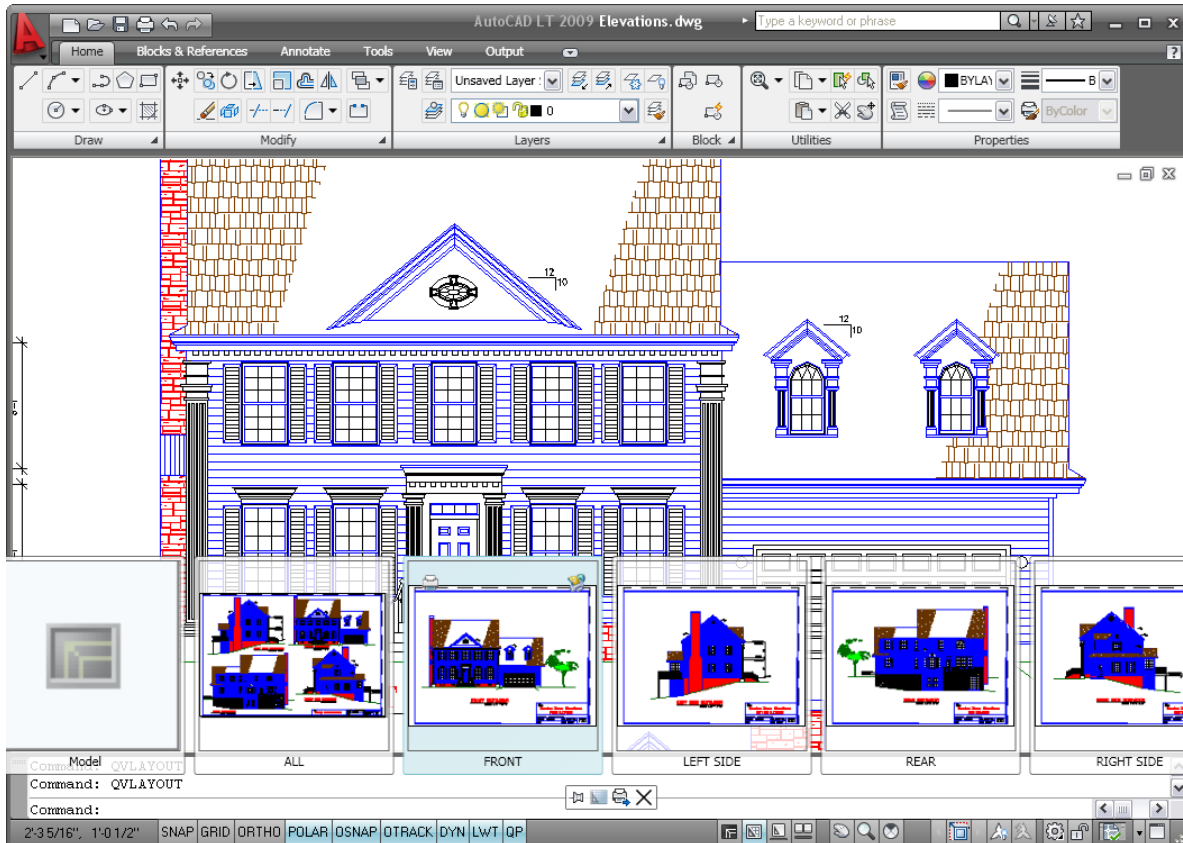 AutoCAD LT 2009 Elevations.dwg
Type a keyword or phrase
Home Blocks & References Annotate Tools View Output
Unsaved Layer : BYLAY B
0 ByColor
Draw Modify Layers Block Utilities Properties
12
10
12
10
Model ALL FRONT LEFT SIDE REAR RIGHT SIDE
Command: QVLAYOUT
Command: QVLAYOUT
Command:
2'-3 5/16", 1'-0 1/2" SNAP GRID ORTHO POLAR OSNAP OTRACK DYN LWT QP